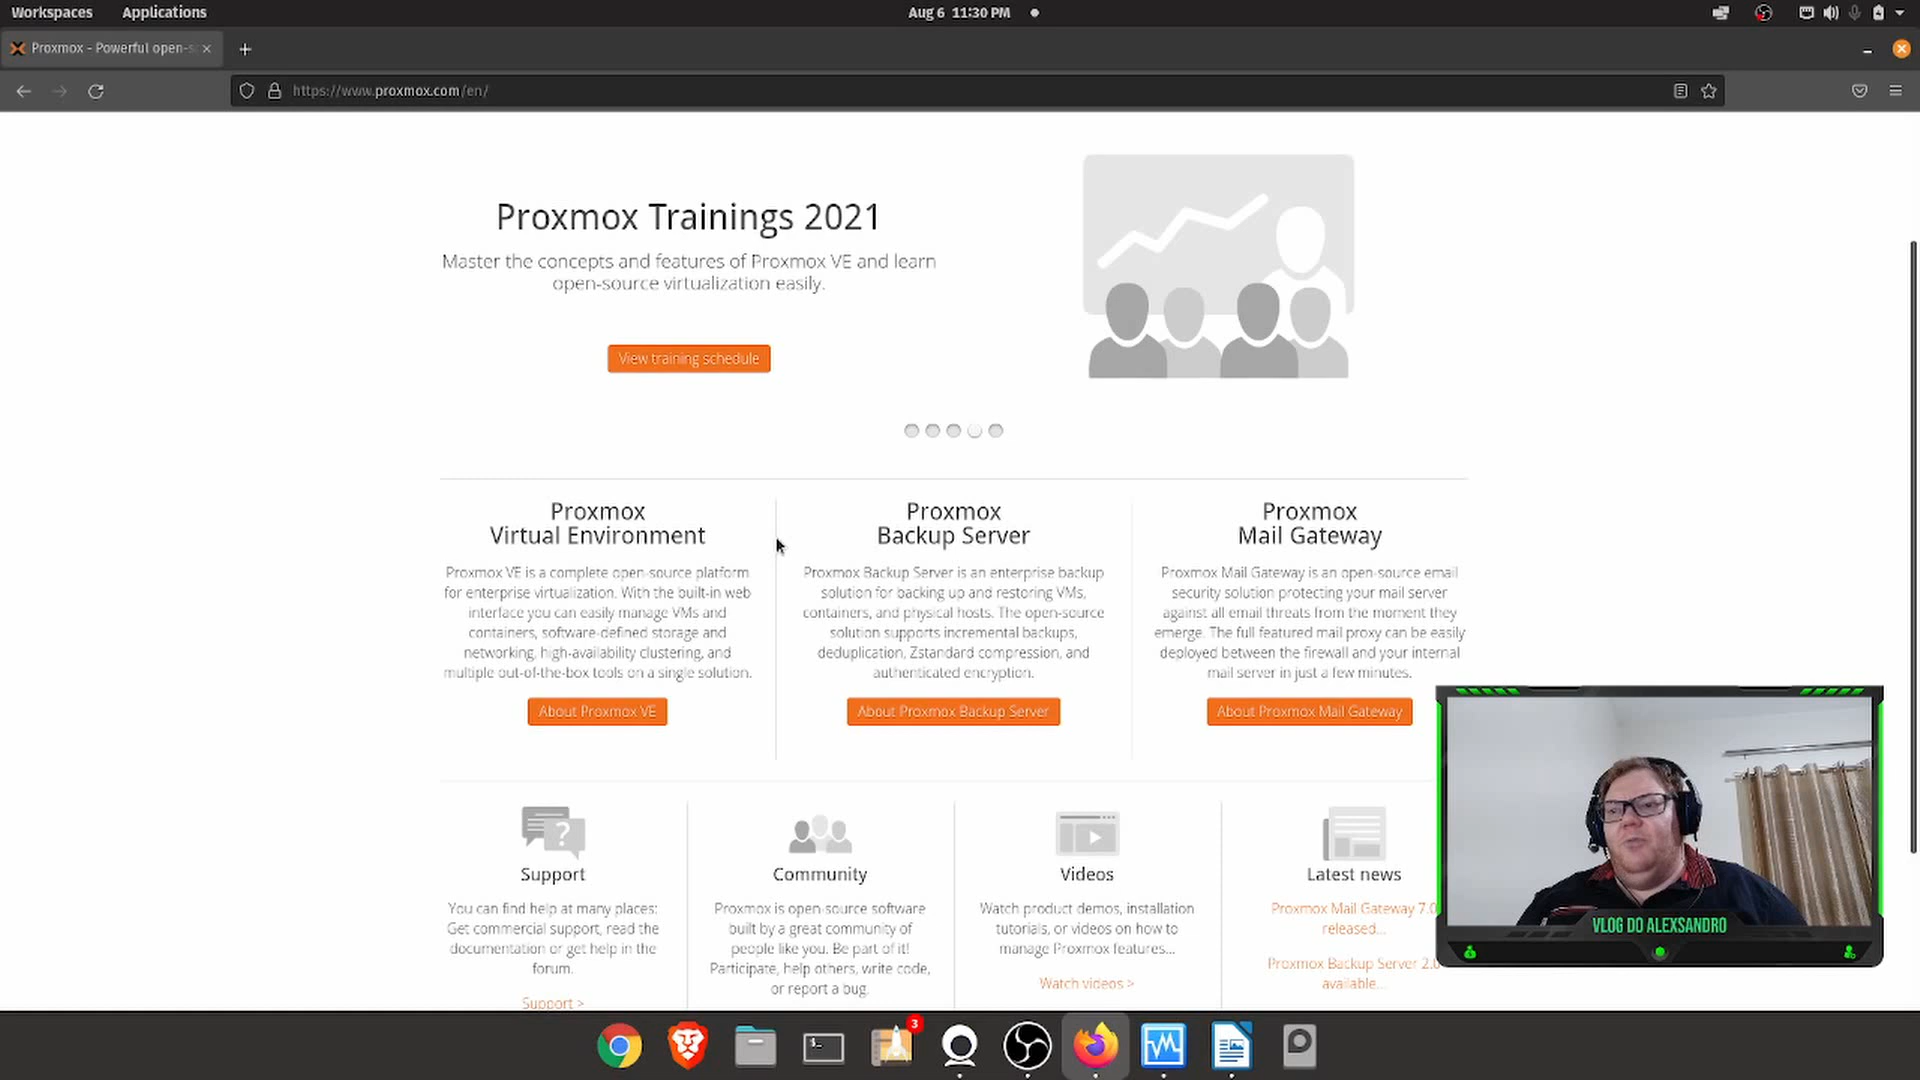 Workspaces Applications Aug 6 11:30 PM
Proxmox - Powerful open-s
https://www.proxmox.com/en/
Proxmox Trainings 2021
Master the concepts and features of Proxmox VE and learn
open-source virtualization easily.
View training schedule
Proxmox
Virtual Environment
Proxmox VE is a complete open-source platform
for enterprise virtualization. With the built-in web
interface you can easily manage VMs and
containers, software-defined storage and
networking, high-availability clustering, and
multiple out-of-the-box tools on a single solution.
About Proxmox VE
Proxmox
Backup Server
Proxmox Backup Server is an enterprise backup
solution for backing up and restoring VMs,
containers, and physical hosts. The open-source
solution supports incremental backups,
deduplication, Zstandard compression, and
authenticated encryption.
About Proxmox Backup Server
Proxmox
Mail Gateway
Proxmox Mail Gateway is an open-source email
security solution protecting your mail server
against all email threats from the moment they
emerge. The full featured mail proxy can be easily
deployed between the firewall and your internal
mail server in just a few minutes.
About Proxmox Mail Gateway
?
Support
You can find help at many places:
Get commercial support, read the
documentation or get help in the
forum.
Support >
Community
Proxmox is open-source software
built by a great community of
people like you. Be part of it!
Participate, help others, write code,
or report a bug.
Videos
Watch product demos, installation
tutorials, or videos on how to
manage Proxmox features...
Watch videos >
Latest news
Proxmox Mail Gateway 7.0
released...
Proxmox Backup Server 2.0
available...
VLOG DO ALEXSANDRO
3
$_